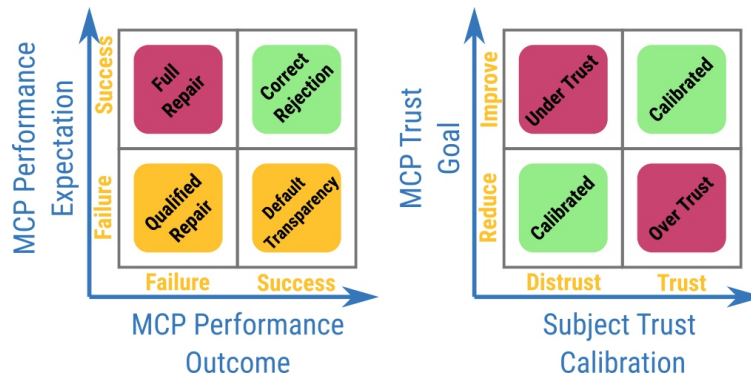 MCP Performance
Expectation
Success
Failure
Full
Repair
Correct
Rejection
Qualified
Repair
Default
Transparency
Failure
Success
MCP Performance
Outcome
MCP Trust
Goal
Improve
Reduce
Under Trust
Calibrated
Calibrated
Over Trust
Distrust
Trust
Subject Trust
Calibration